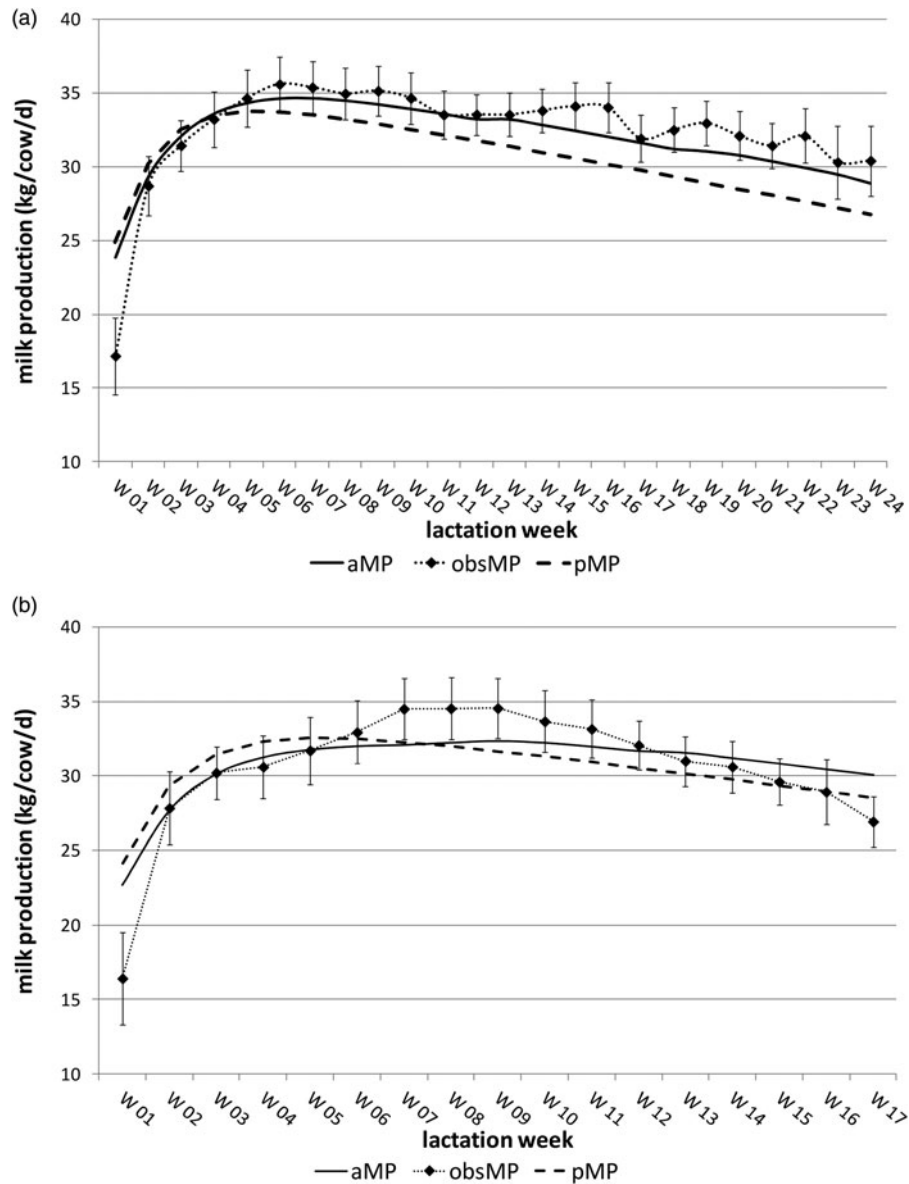 (a)
40
35
30
25
20
15
10
milk production (kg/cow/d)
W 01
W 02
W 03
W 04
W 05
W 06
W 07
W 08
W 09
W 10
W 11
W 12
W 13
W 14
W 15
W 16
W 17
W 18
W 19
W 20
W 21
W 22
W 23
W 24
lactation week
aMP obsMP pMP
(b)
40
35
30
25
20
15
10
milk production (kg/cow/d)
W 01
W 02
W 03
W 04
W 05
W 06
W 07
W 08
W 09
W 10
W 11
W 12
W 13
W 14
W 15
W 16
W 17
lactation week
aMP obsMP pMP